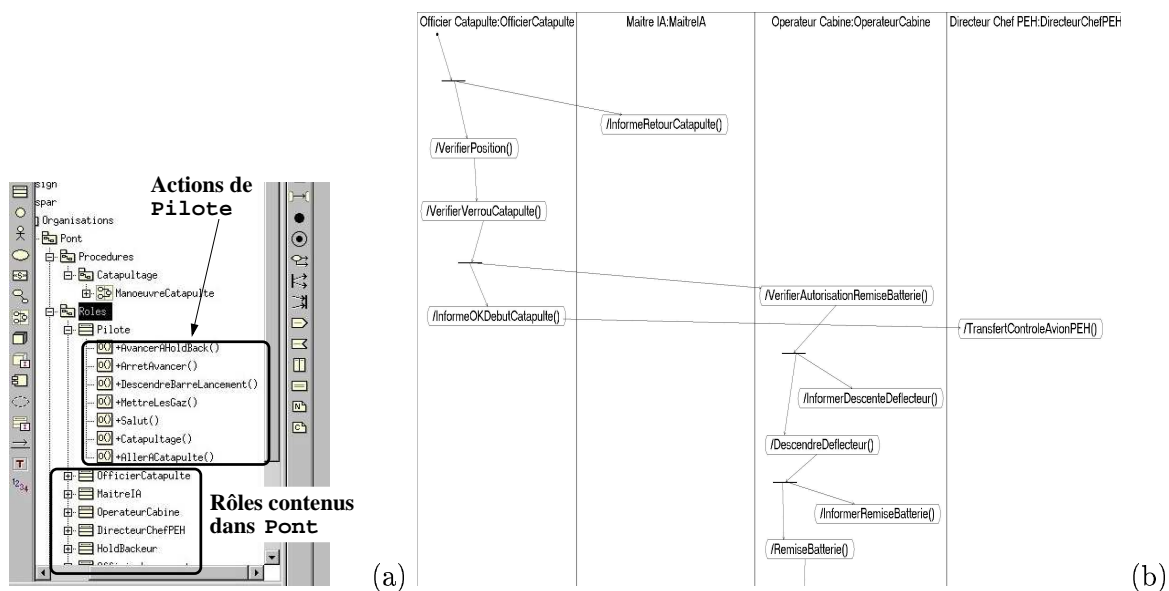 Actions de
Pilote
sign
spar
Organisations
Pont
Procedures
Catapultage
ManoeuvreCatapulte
Roles
Pilote
+AvancerAHoldBack()
+ArretAvancer()
+DescendreBarreLancement()
+MettreLesGaz()
+Salut()
+Catapultage()
+AllerACatapulte()
OfficierCatapulte
MaitreIA
OperateurCabine
DirecteurChefPEH
HoldBackeur
Rôles contenus
dans Pont
(a)
Officier Catapulte:OfficierCatapulte
Maitre IA:MaitreIA
Operateur Cabine:OperateurCabine
Directeur Chef PEH:DirecteurChefPEH
/InformeRetourCatapulte()
/VerifierPosition()
/VerifierVerrouCatapulte()
/VerifierAutorisationRemiseBatterie()
/InformeOKDebutCatapulte()
/TransfertControleAvionPEH()
/InformerDescenteDeflecteur()
/DescendreDeflecteur()
/InformerRemiseBatterie()
/RemiseBatterie()
(b)